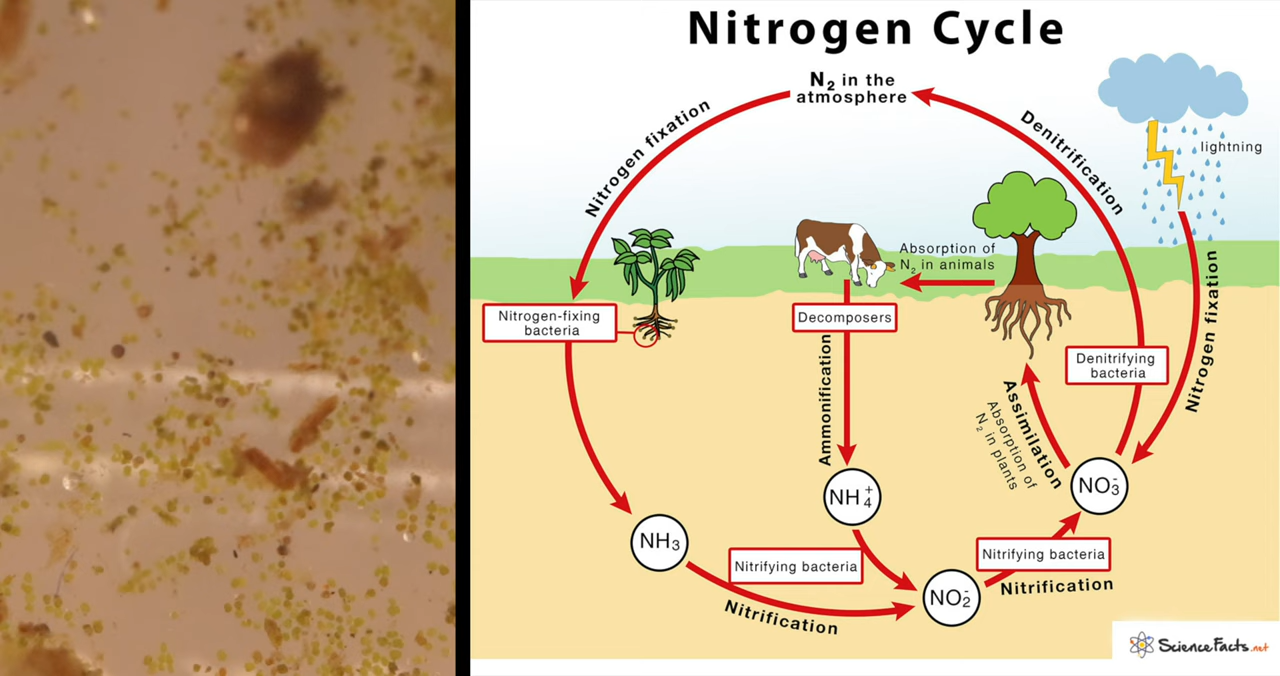 Nitrogen Cycle
N₂ in the
atmosphere
Nitrogen fixation
Denitrification
lightning
Absorption of
N₂ in animals
Nitrogen fixation
Nitrogen-fixing
bacteria
Decomposers
Ammonification
Denitrifying
bacteria
Assimilation
Absorption of
N₂ in plants
NH₄⁺
NO₃⁻
NH₃
Nitrifying bacteria
Nitrifying bacteria
NO₂⁻
Nitrification
Nitrification
ScienceFacts.net